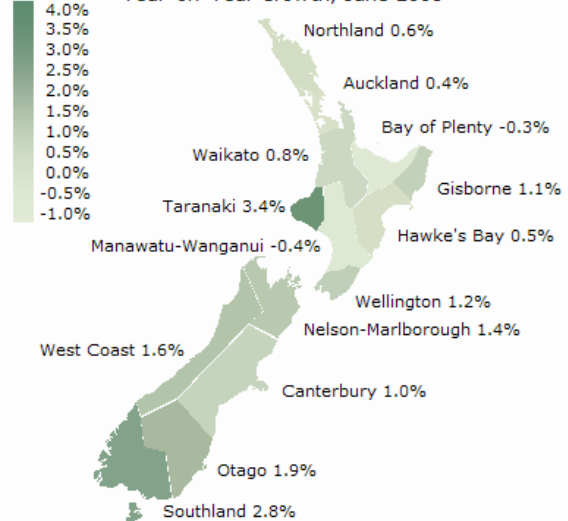 4.0%
3.5%
3.0%
2.5%
2.0%
1.5%
1.0%
0.5%
0.0%
-0.5%
-1.0%
Northland 0.6%
Auckland 0.4%
Bay of Plenty -0.3%
Waikato 0.8%
Gisborne 1.1%
Taranaki 3.4%
Hawke's Bay 0.5%
Manawatu-Wanganui -0.4%
Wellington 1.2%
Nelson-Marlborough 1.4%
West Coast 1.6%
Canterbury 1.0%
Otago 1.9%
Southland 2.8%